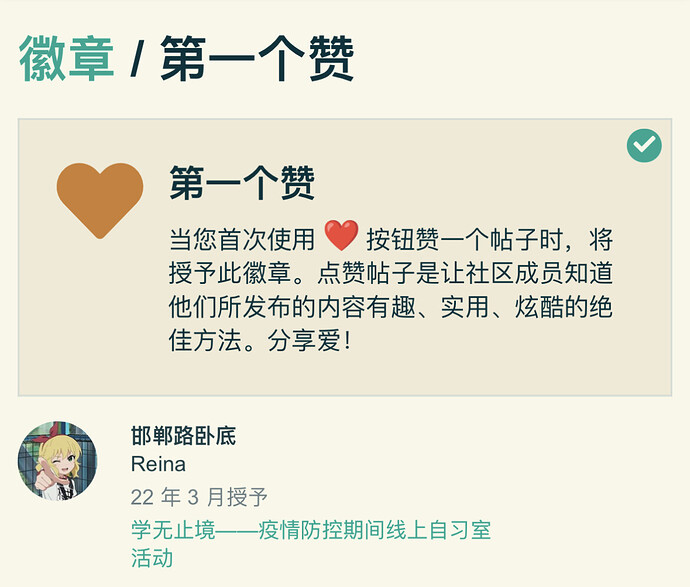 徽章 / 第一个赞
第一个赞
当您首次使用 ❤️ 按钮赞一个帖子时，将
授予此徽章。点赞帖子是让社区成员知道
他们所发布的内容有趣、实用、炫酷的绝
佳方法。分享爱！
邯郸路卧底
Reina
22 年 3 月授予
学无止境——疫情防控期间线上自习室
活动